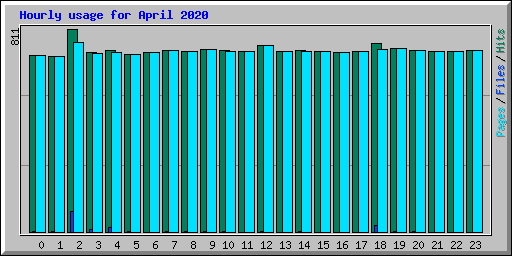 Hourly usage for April 2020
811
Pages/Files/Hits
0 1 2 3 4 5 6 7 8 9 10 11 12 13 14 15 16 17 18 19 20 21 22 23